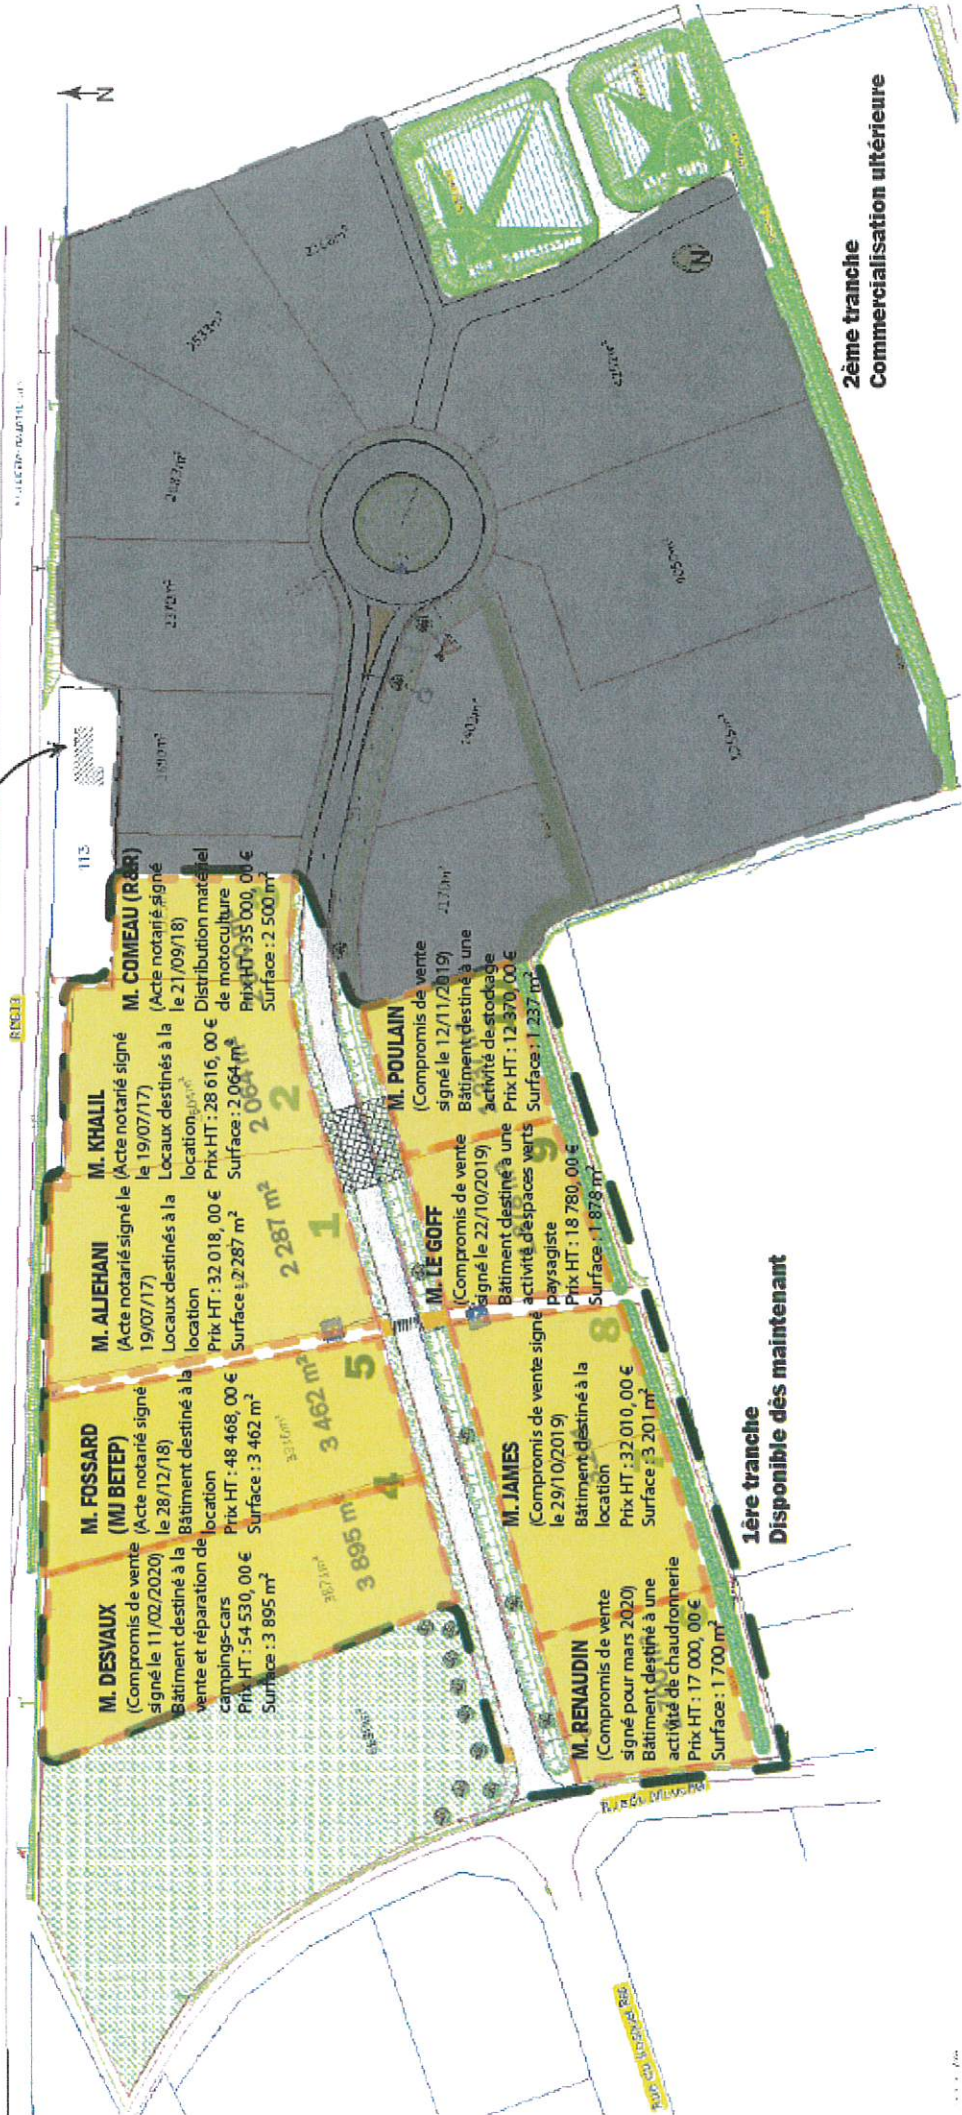 N
RN13
113
M. DESVAUX
(Compromis de vente
signé le 11/02/2020)
Bâtiment destiné à la
vente et réparation de
campings-cars
Prix HT : 54 530, 00 €
Surface : 3 895 m²
3 895 m²
4
M. FOSSARD
(MJ BETEP)
(Acte notarié signé
le 28/12/18)
Bâtiment destiné à la
location
Prix HT : 48 468, 00 €
Surface : 3 462 m²
3 462 m²
5
M. ALJEHANI
(Acte notarié signé le
19/07/17)
Locaux destinés à la
location
Prix HT : 32 018, 00 €
Surface : 2 287 m²
2 287 m²
1
M. KHALIL
(Acte notarié signé
le 19/07/17)
Locaux destinés à la
location
Prix HT : 28 616, 00 €
Surface : 2 064 m²
2 064 m²
2
M. COMEAU (R&R)
(Acte notarié signé
le 21/09/18)
Distribution matériel
de motoculture
Prix HT : 35 000, 00 €
Surface : 2 500 m²
M. RENAUDIN
(Compromis de vente
signé pour mars 2020)
Bâtiment destiné à une
activité de chaudronnerie
Prix HT : 17 000, 00 €
Surface : 1 700 m²
M. JAMES
(Compromis de vente signé
le 29/10/2019)
Bâtiment destiné à la
location
Prix HT : 32 010, 00 €
Surface : 3 201 m²
8
M. LE GOFF
(Compromis de vente
signé le 22/10/2019)
Bâtiment destiné à une
activité d'espaces verts
paysagiste
Prix HT : 18 780, 00 €
Surface : 1 878 m²
9
M. POULAIN
(Compromis de vente
signé le 12/11/2019)
Bâtiment destiné à une
activité de stockage
Prix HT : 12 370, 00 €
Surface : 1 237 m²
1ère tranche
Disponible dès maintenant
2ème tranche
Commercialisation ultérieure
N